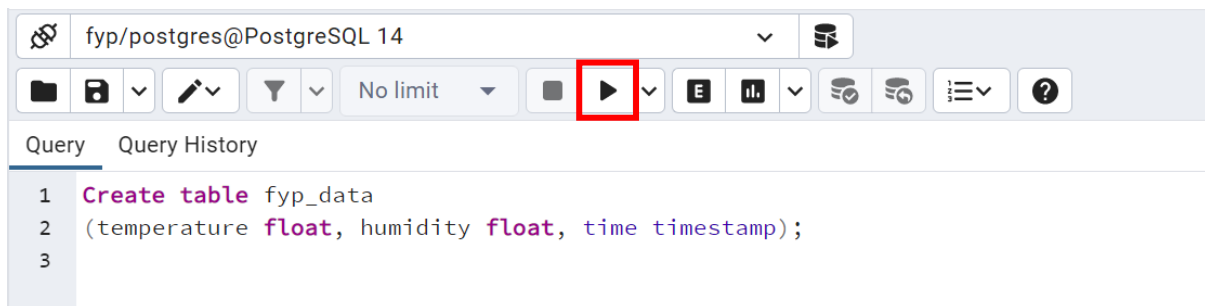 fyp/postgres@PostgreSQL 14
No limit E
Query Query History
1 Create table fyp_data
2 (temperature float, humidity float, time timestamp);
3